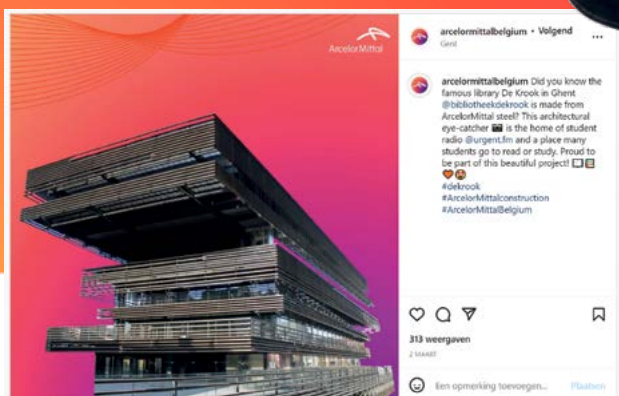 ArcelorMittal
arcelormittalbelgium • Volgend
Gent
arcelormittalbelgium Did you know the
famous library De Krook in Ghent
@bibliotheekdekrook is made from
ArcelorMittal steel? This architectural
eye-catcher 📸 is the home of student
radio @urgent.fm and a place many
students go to read or study. Proud to
be part of this beautiful project!
#dekrook
#ArcelorMittalconstruction
#ArcelorMittalBelgium
313 weergaven
2 MAART
Een opmerking toevoegen...
Plaatsen